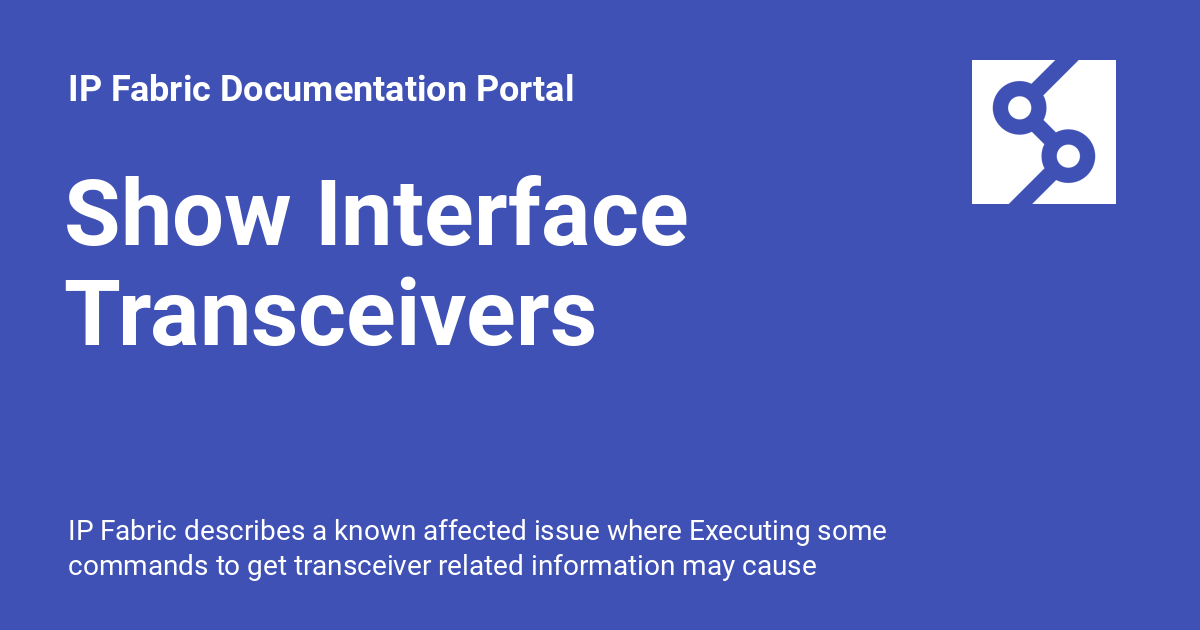 IP Fabric Documentation Portal
Show Interface
Transceivers
IP Fabric describes a known affected issue where Executing some
commands to get transceiver related information may cause